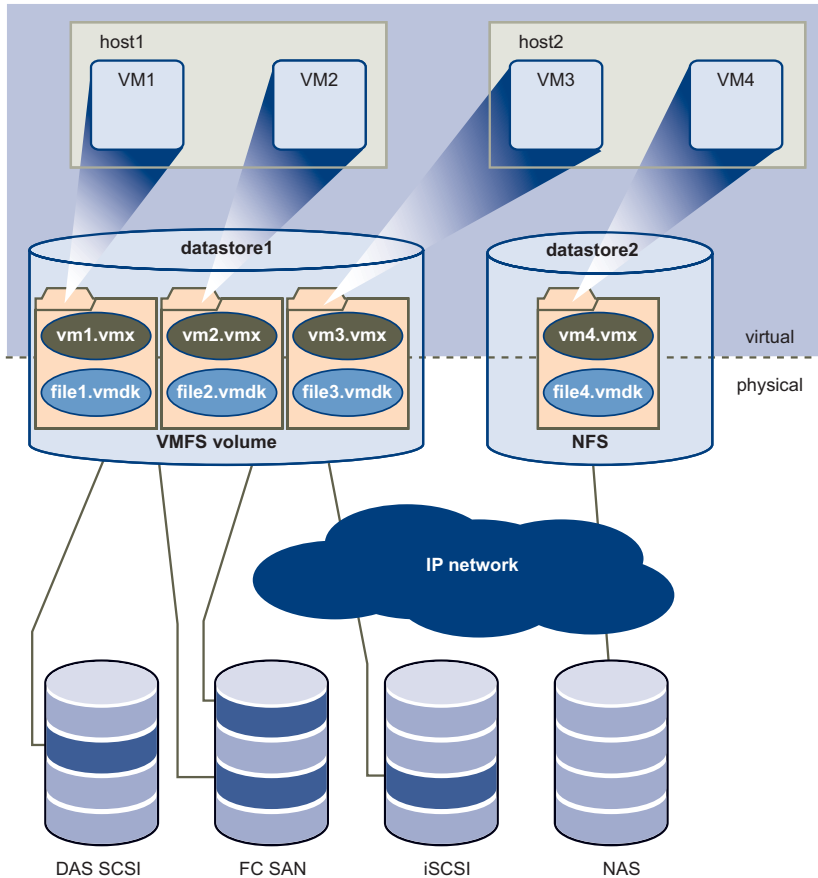 host1
host2
VM1
VM2
VM3
VM4
datastore1
datastore2
vm1.vmx
vm2.vmx
vm3.vmx
vm4.vmx
virtual
file1.vmdk
file2.vmdk
file3.vmdk
file4.vmdk
physical
VMFS volume
NFS
IP network
DAS SCSI
FC SAN
iSCSI
NAS